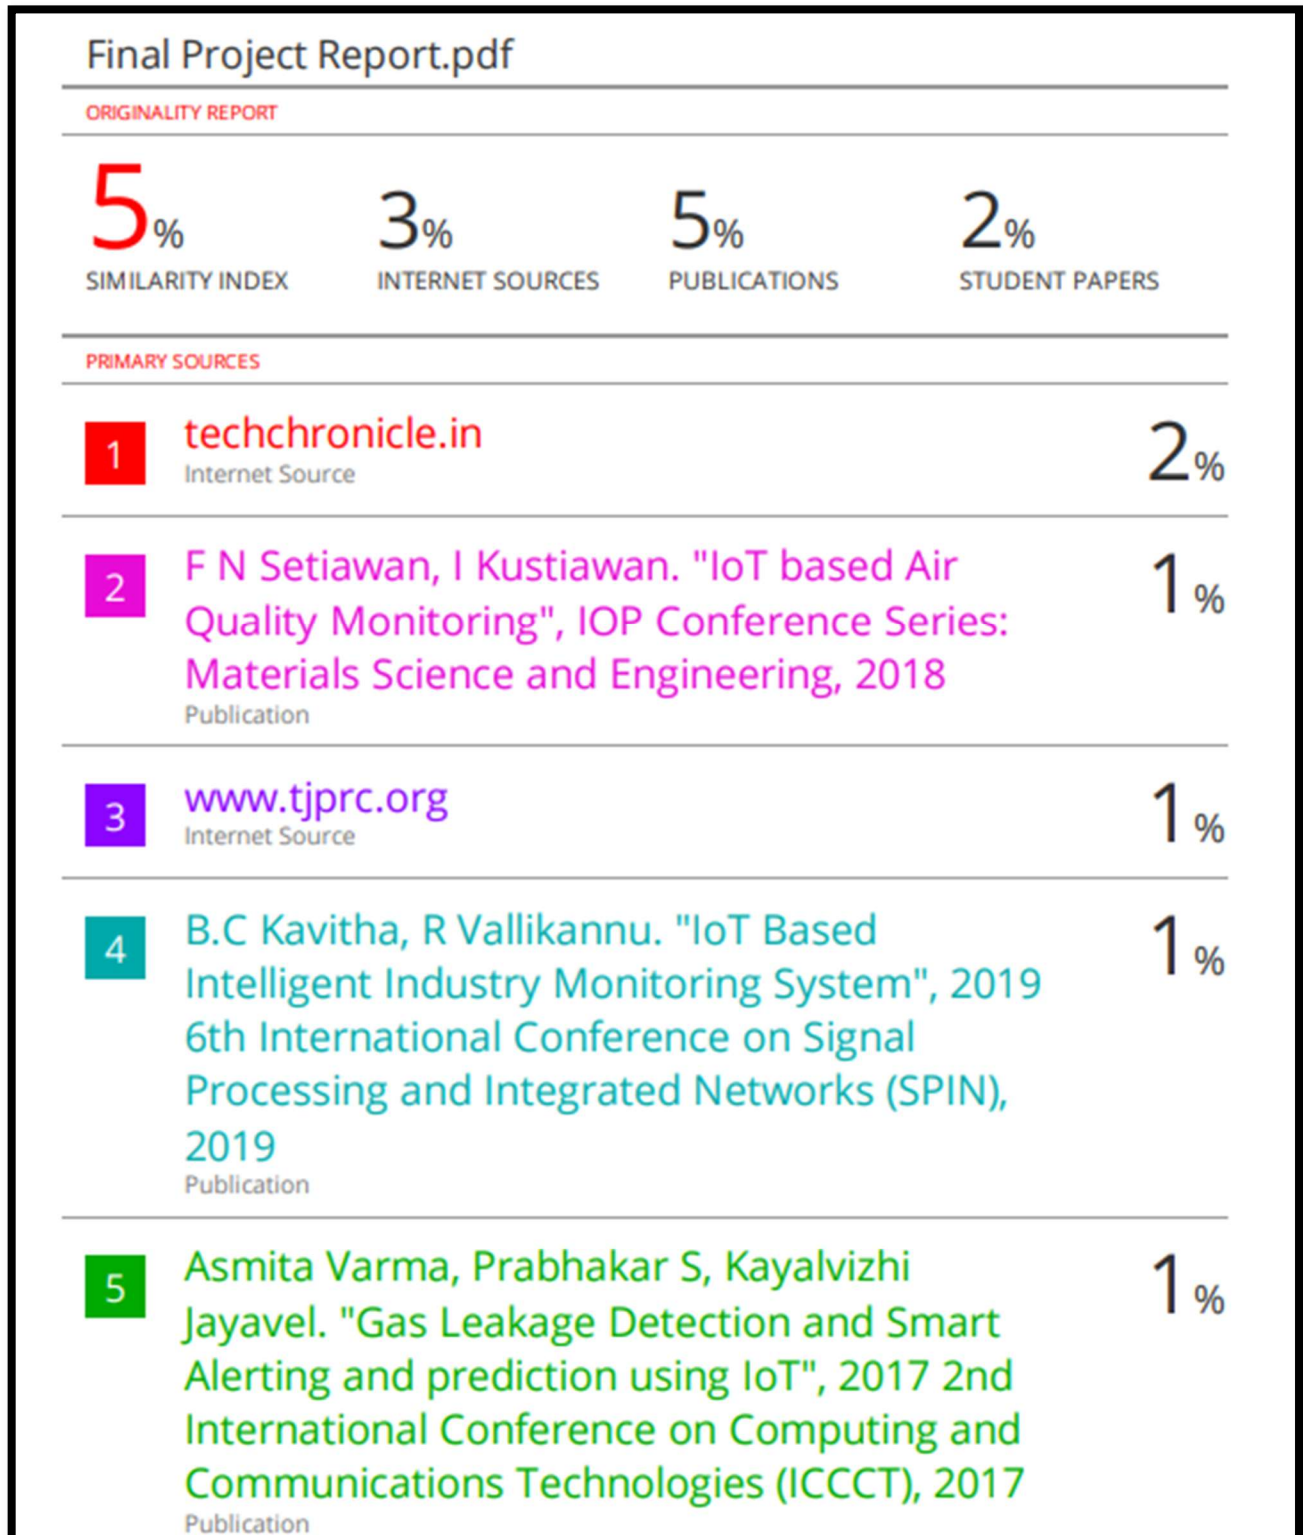 Final Project Report.pdf
ORIGINALITY REPORT
5% 3% 5% 2%
SIMILARITY INDEX INTERNET SOURCES PUBLICATIONS STUDENT PAPERS
PRIMARY SOURCES
1 techchronicle.in 2%
Internet Source
2 F N Setiawan, I Kustiawan. "IoT based Air 1%
Quality Monitoring", IOP Conference Series:
Materials Science and Engineering, 2018
Publication
3 www.tjprc.org 1%
Internet Source
4 B.C Kavitha, R Vallikannu. "IoT Based 1%
Intelligent Industry Monitoring System", 2019
6th International Conference on Signal
Processing and Integrated Networks (SPIN),
2019
Publication
5 Asmita Varma, Prabhakar S, Kayalvizhi 1%
Jayavel. "Gas Leakage Detection and Smart
Alerting and prediction using IoT", 2017 2nd
International Conference on Computing and
Communications Technologies (ICCCT), 2017
Publication